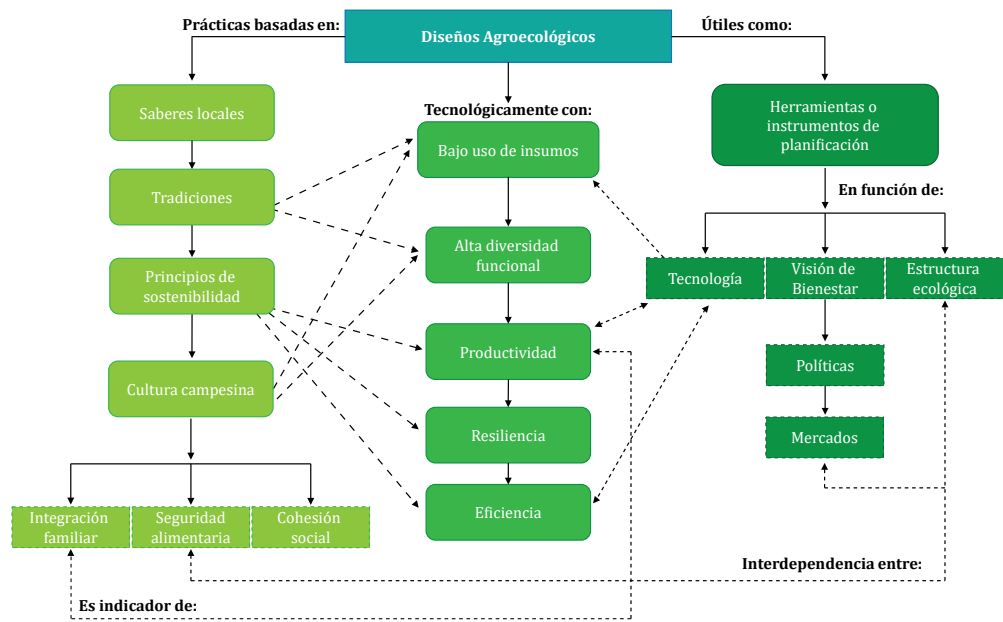 Prácticas basadas en:
Diseños Agroecológicos
Útiles como:
Saberes locales
Tradiciones
Principios de
sostenibilidad
Cultura campesina
Integración
familiar
Seguridad
alimentaria
Cohesión
social
Tecnológicamente con:
Bajo uso de insumos
Alta diversidad
funcional
Productividad
Resiliencia
Eficiencia
Herramientas o
instrumentos de
planificación
En función de:
Tecnología
Visión de
Bienestar
Estructura
ecológica
Políticas
Mercados
Interdependencia entre:
Es indicador de: